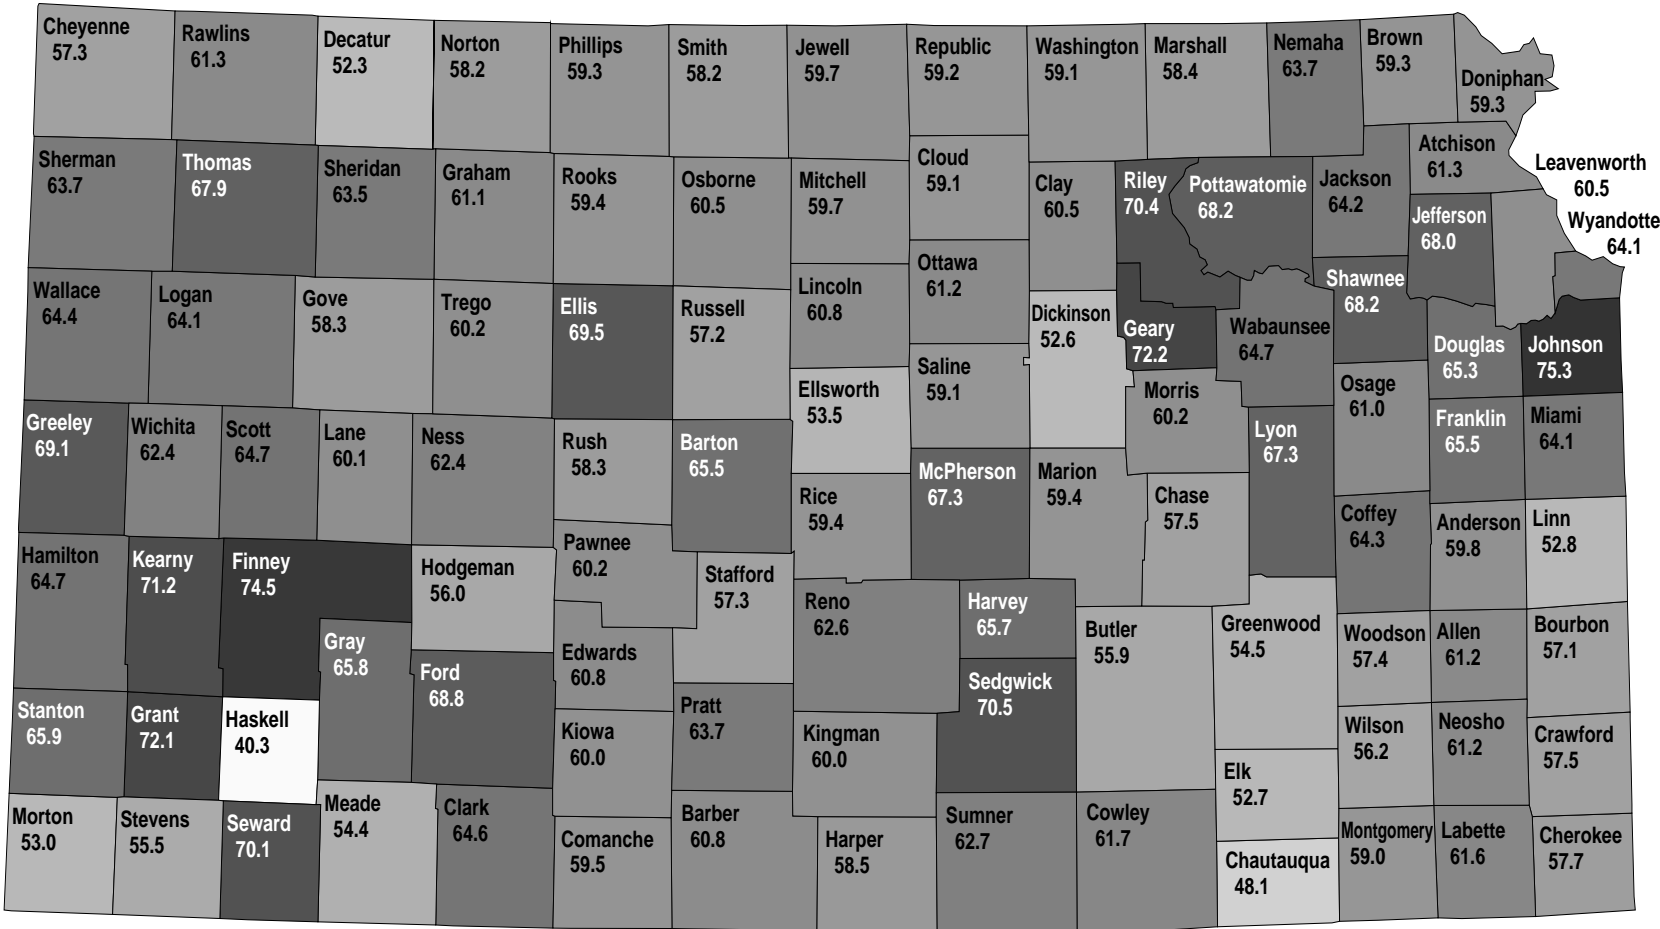 Cheyenne
57.3
Rawlins
61.3
Decatur
52.3
Norton
58.2
Phillips
59.3
Smith
58.2
Jewell
59.7
Republic
59.2
Washington
59.1
Marshall
58.4
Nemaha
63.7
Brown
59.3
Doniphan
59.3
Sherman
63.7
Thomas
67.9
Sheridan
63.5
Graham
61.1
Rooks
59.4
Osborne
60.5
Mitchell
59.7
Cloud
59.1
Clay
60.5
Riley
70.4
Pottawatomie
68.2
Jackson
64.2
Atchison
61.3
Jefferson
68.0
Leavenworth
60.5
Wyandotte
64.1
Wallace
64.4
Logan
64.1
Gove
58.3
Trego
60.2
Ellis
69.5
Russell
57.2
Lincoln
60.8
Ottawa
61.2
Saline
59.1
Dickinson
52.6
Geary
72.2
Wabaunsee
64.7
Shawnee
68.2
Douglas
65.3
Johnson
75.3
Ellsworth
53.5
Morris
60.2
Osage
61.0
Franklin
65.5
Miami
64.1
Greeley
69.1
Wichita
62.4
Scott
64.7
Lane
60.1
Ness
62.4
Rush
58.3
Barton
65.5
Rice
59.4
McPherson
67.3
Marion
59.4
Chase
57.5
Lyon
67.3
Coffey
64.3
Anderson
59.8
Linn
52.8
Hamilton
64.7
Kearny
71.2
Finney
74.5
Hodgeman
56.0
Pawnee
60.2
Stafford
57.3
Reno
62.6
Harvey
65.7
Butler
55.9
Greenwood
54.5
Woodson
57.4
Allen
61.2
Bourbon
57.1
Gray
65.8
Ford
68.8
Edwards
60.8
Sedgwick
70.5
Stanton
65.9
Grant
72.1
Haskell
40.3
Kiowa
60.0
Pratt
63.7
Kingman
60.0
Wilson
56.2
Neosho
61.2
Crawford
57.5
Elk
52.7
Morton
53.0
Stevens
55.5
Seward
70.1
Meade
54.4
Clark
64.6
Comanche
59.5
Barber
60.8
Harper
58.5
Sumner
62.7
Cowley
61.7
Chautauqua
48.1
Montgomery
59.0
Labette
61.6
Cherokee
57.7